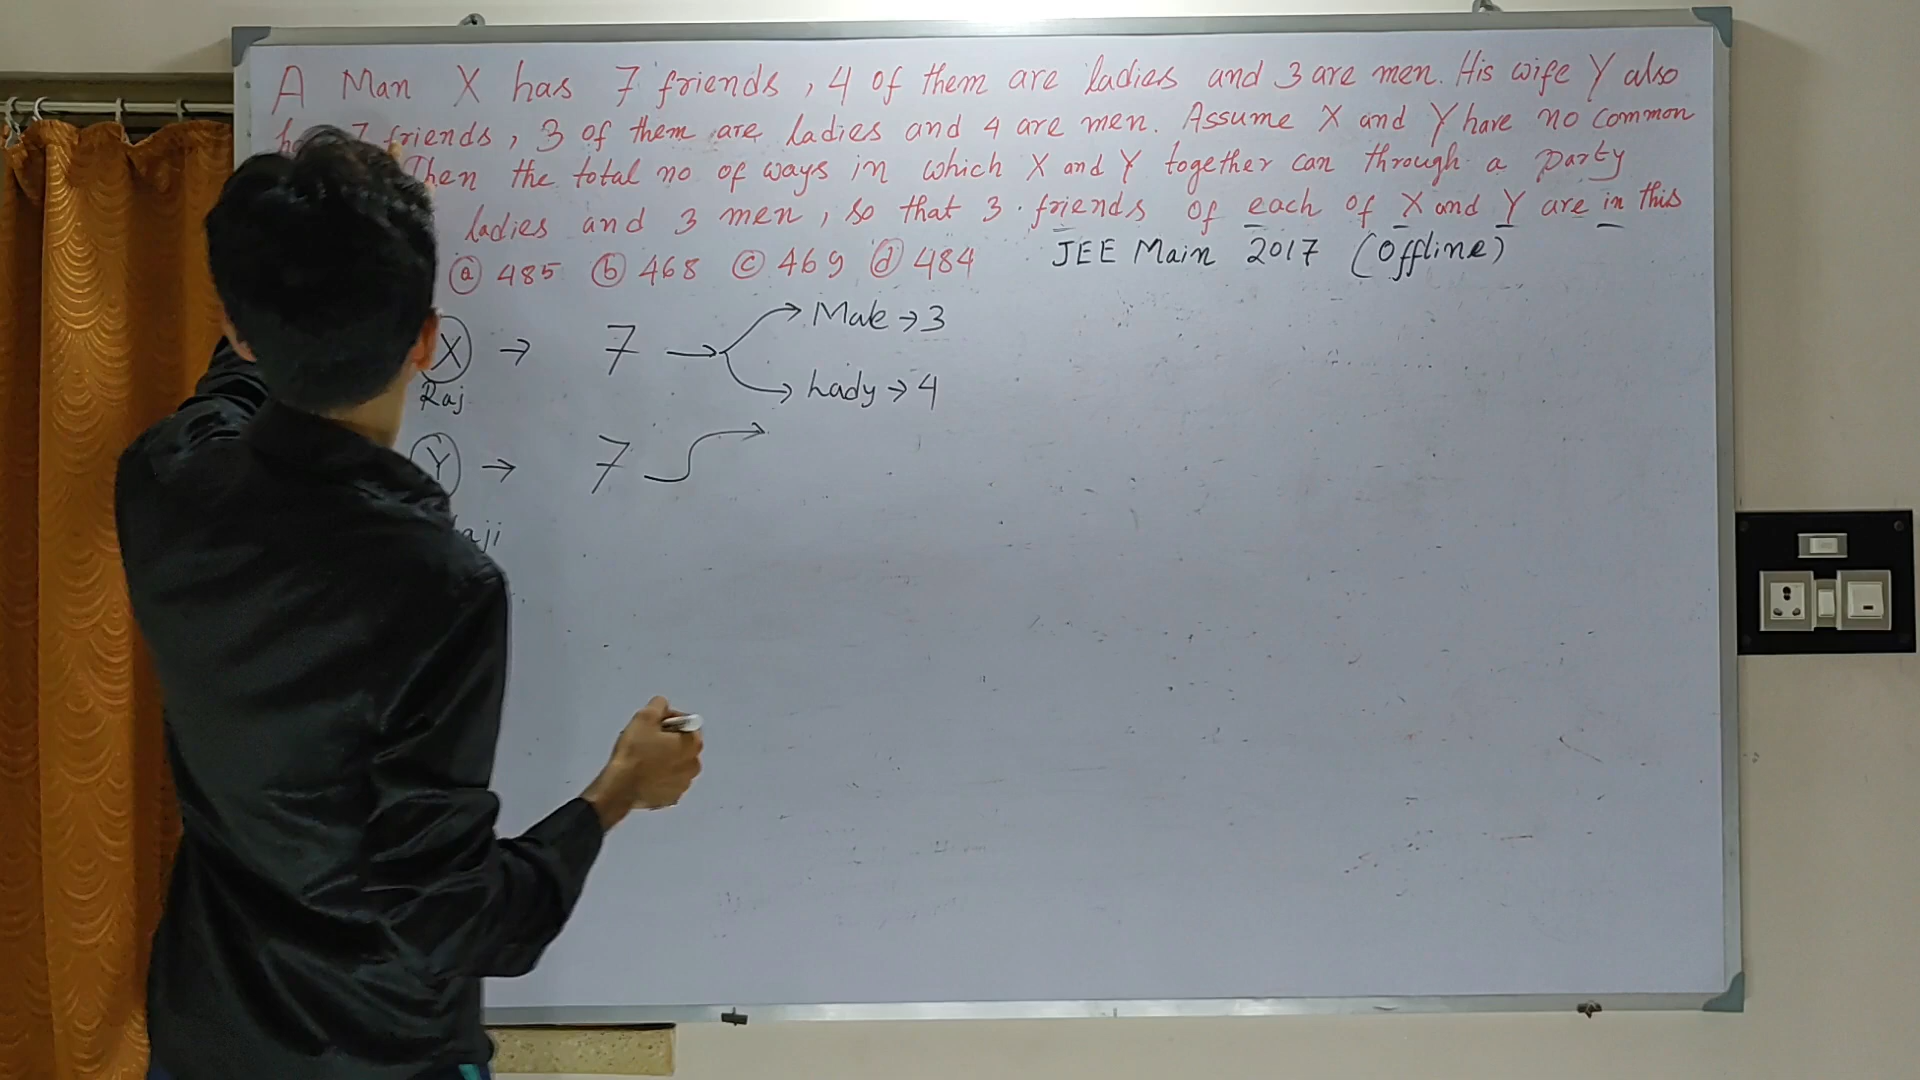 A Man X has 7 friends, 4 of them are ladies and 3 are men. His wife Y also
7 friends, 3 of them are ladies and 4 are men. Assume X and Y have no common
Then the total no of ways in which X and Y together can through a party
ladies and 3 men, so that 3 friends of each of X and Y are in this
ⓐ 485 ⓑ 468 ⓒ 469 ⓓ 484 JEE Main 2017 (Offline)
X → 7 → Male → 3
Lady → 4
Raj
Y → 7